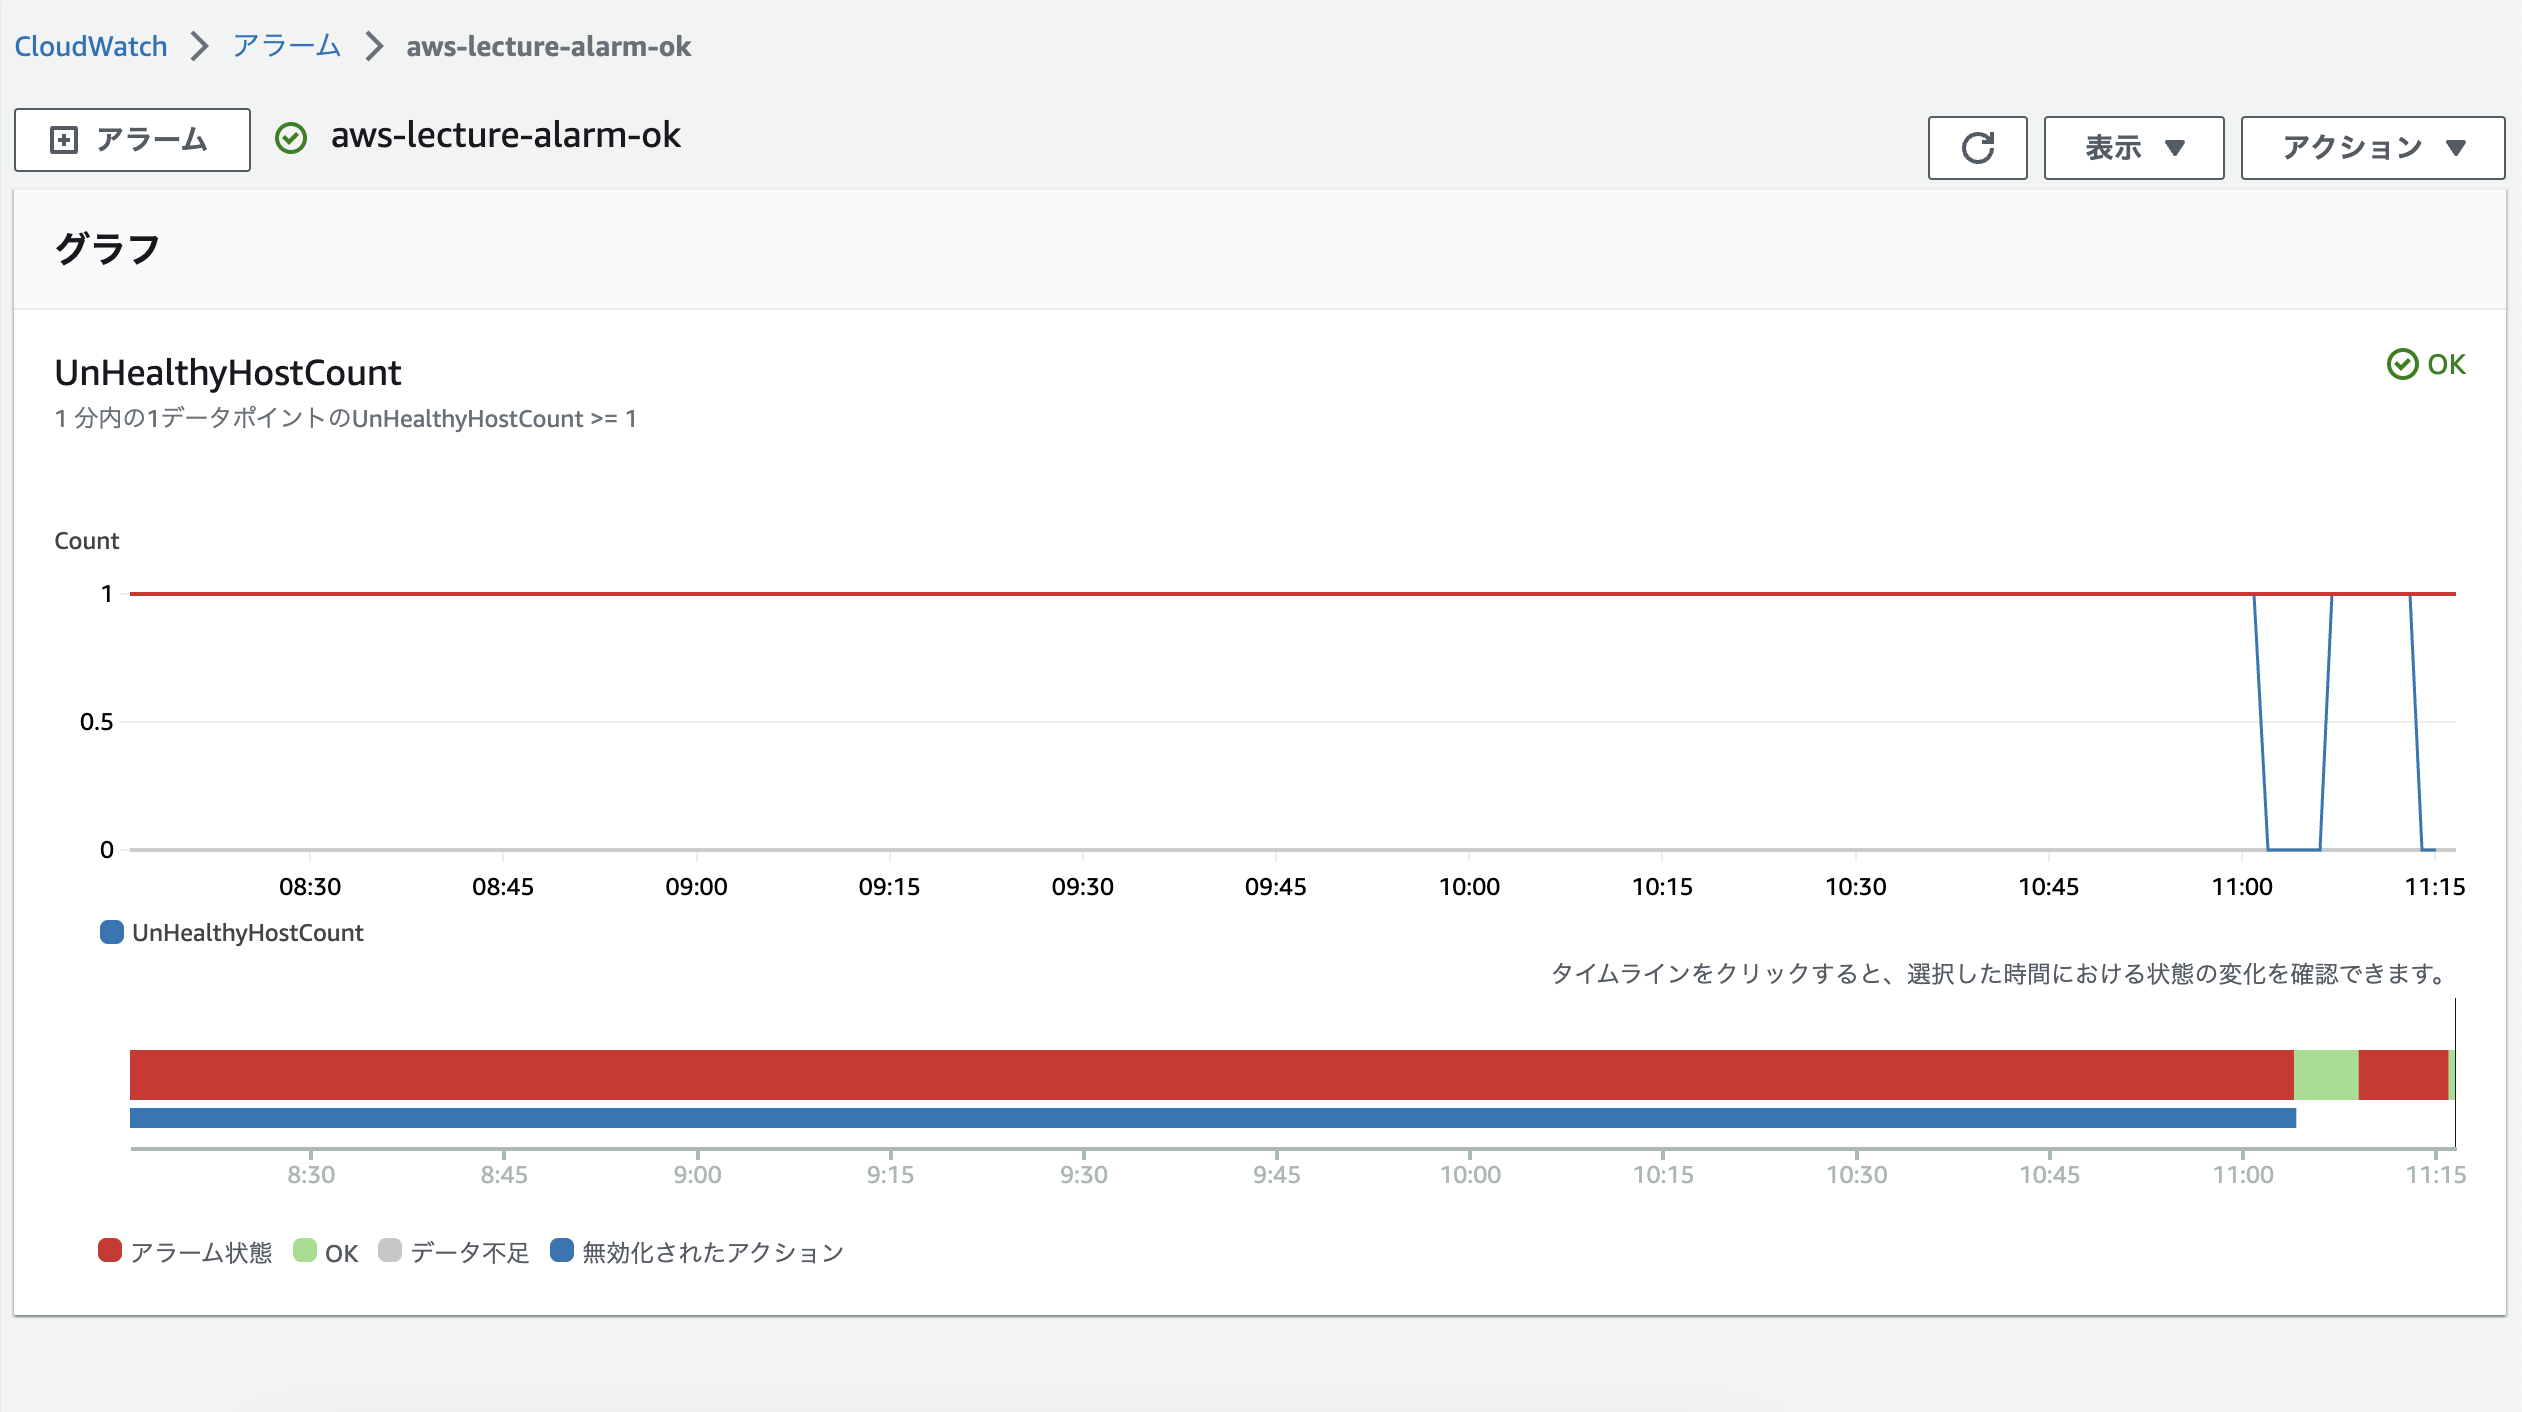 CloudWatch > アラーム > aws-lecture-alarm-ok
アラーム
aws-lecture-alarm-ok
表示 ▼
アクション ▼
グラフ
UnHealthyHostCount
OK
1 分内の1データポイントのUnHealthyHostCount >= 1
Count
1
0.5
0
08:30 08:45 09:00 09:15 09:30 09:45 10:00 10:15 10:30 10:45 11:00 11:15
UnHealthyHostCount
タイムラインをクリックすると、選択した時間における状態の変化を確認できます。
8:30 8:45 9:00 9:15 9:30 9:45 10:00 10:15 10:30 10:45 11:00 11:15
アラーム状態 OK データ不足 無効化されたアクション